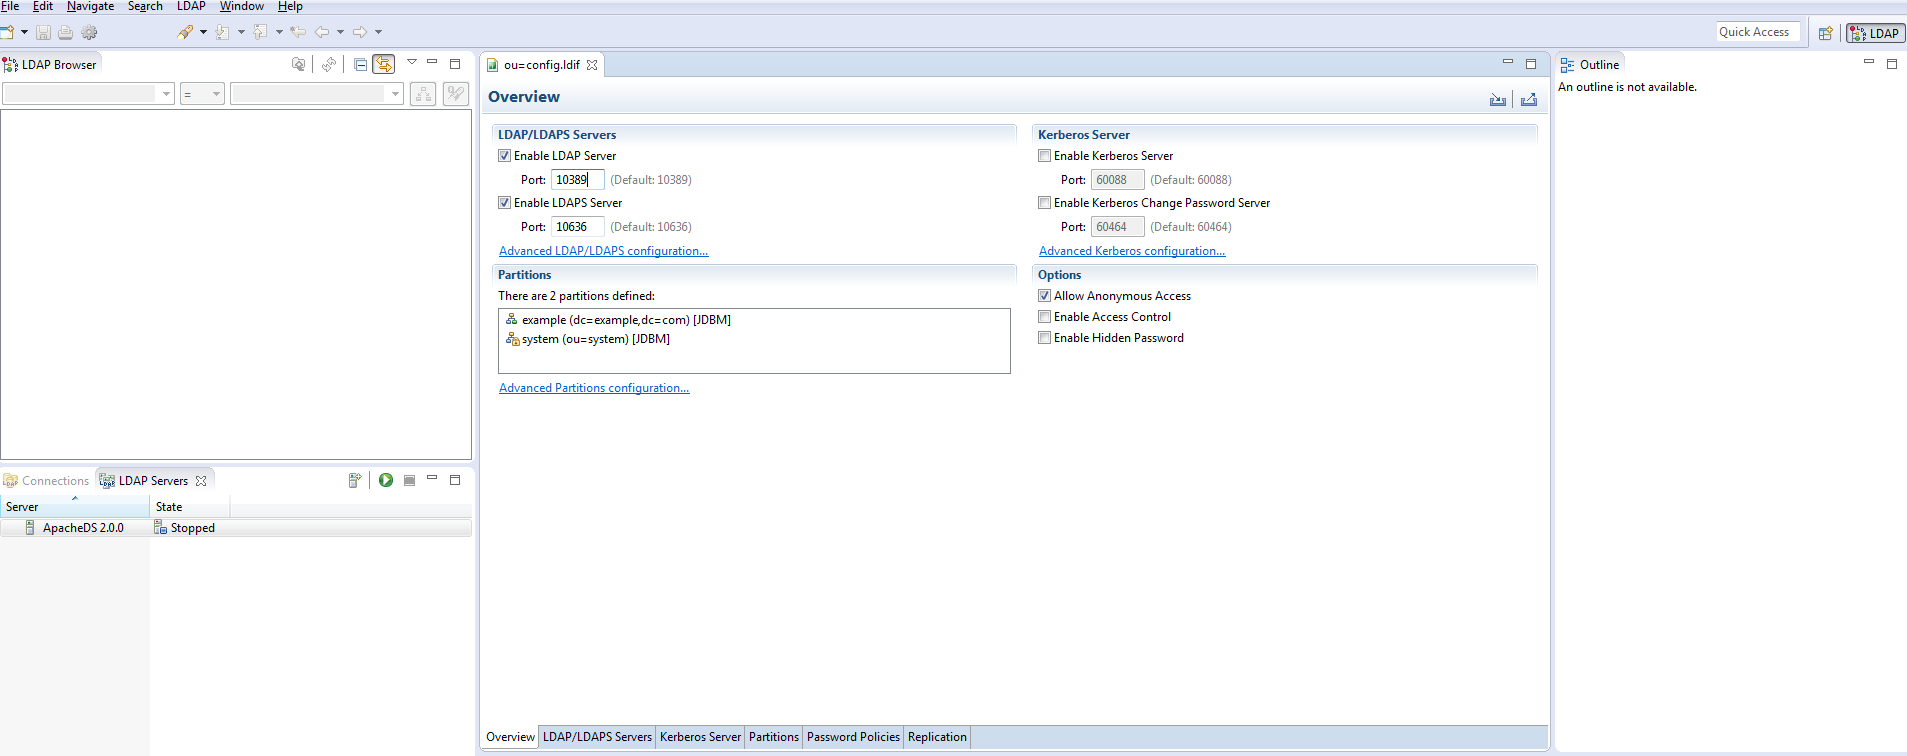 File Edit Navigate Search LDAP Window Help
Quick Access
LDAP
LDAP Browser
=
ou=config.ldif
Overview
LDAP/LDAPS Servers
Enable LDAP Server
Port: 10389 (Default: 10389)
Enable LDAPS Server
Port: 10636 (Default: 10636)
Advanced LDAP/LDAPS configuration...
Partitions
There are 2 partitions defined:
example (dc=example,dc=com) [JDBM]
system (ou=system) [JDBM]
Advanced Partitions configuration...
Kerberos Server
Enable Kerberos Server
Port: 60088 (Default: 60088)
Enable Kerberos Change Password Server
Port: 60464 (Default: 60464)
Advanced Kerberos configuration...
Options
Allow Anonymous Access
Enable Access Control
Enable Hidden Password
Outline
An outline is not available.
Connections LDAP Servers
Server State
ApacheDS 2.0.0 Stopped
Overview LDAP/LDAPS Servers Kerberos Server Partitions Password Policies Replication